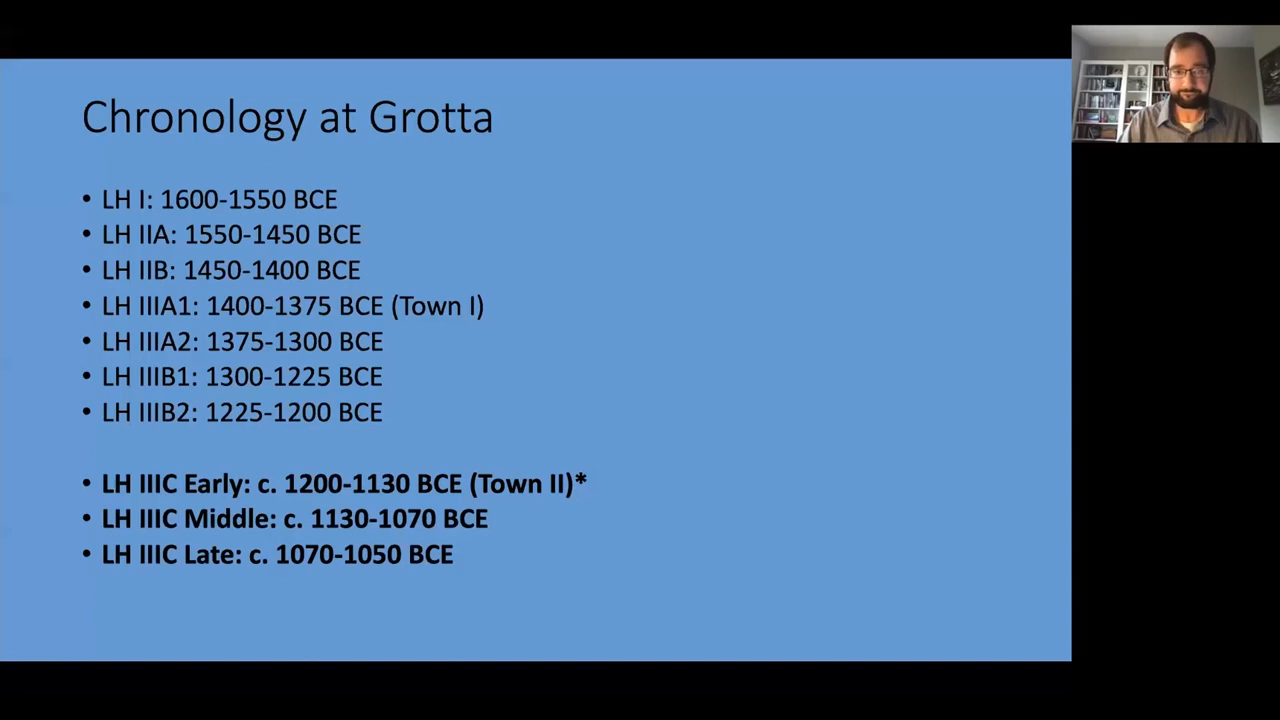 Chronology at Grotta
• LH I: 1600-1550 BCE
• LH IIA: 1550-1450 BCE
• LH IIB: 1450-1400 BCE
• LH IIIA1: 1400-1375 BCE (Town I)
• LH IIIA2: 1375-1300 BCE
• LH IIIB1: 1300-1225 BCE
• LH IIIB2: 1225-1200 BCE
• LH IIIC Early: c. 1200-1130 BCE (Town II)*
• LH IIIC Middle: c. 1130-1070 BCE
• LH IIIC Late: c. 1070-1050 BCE